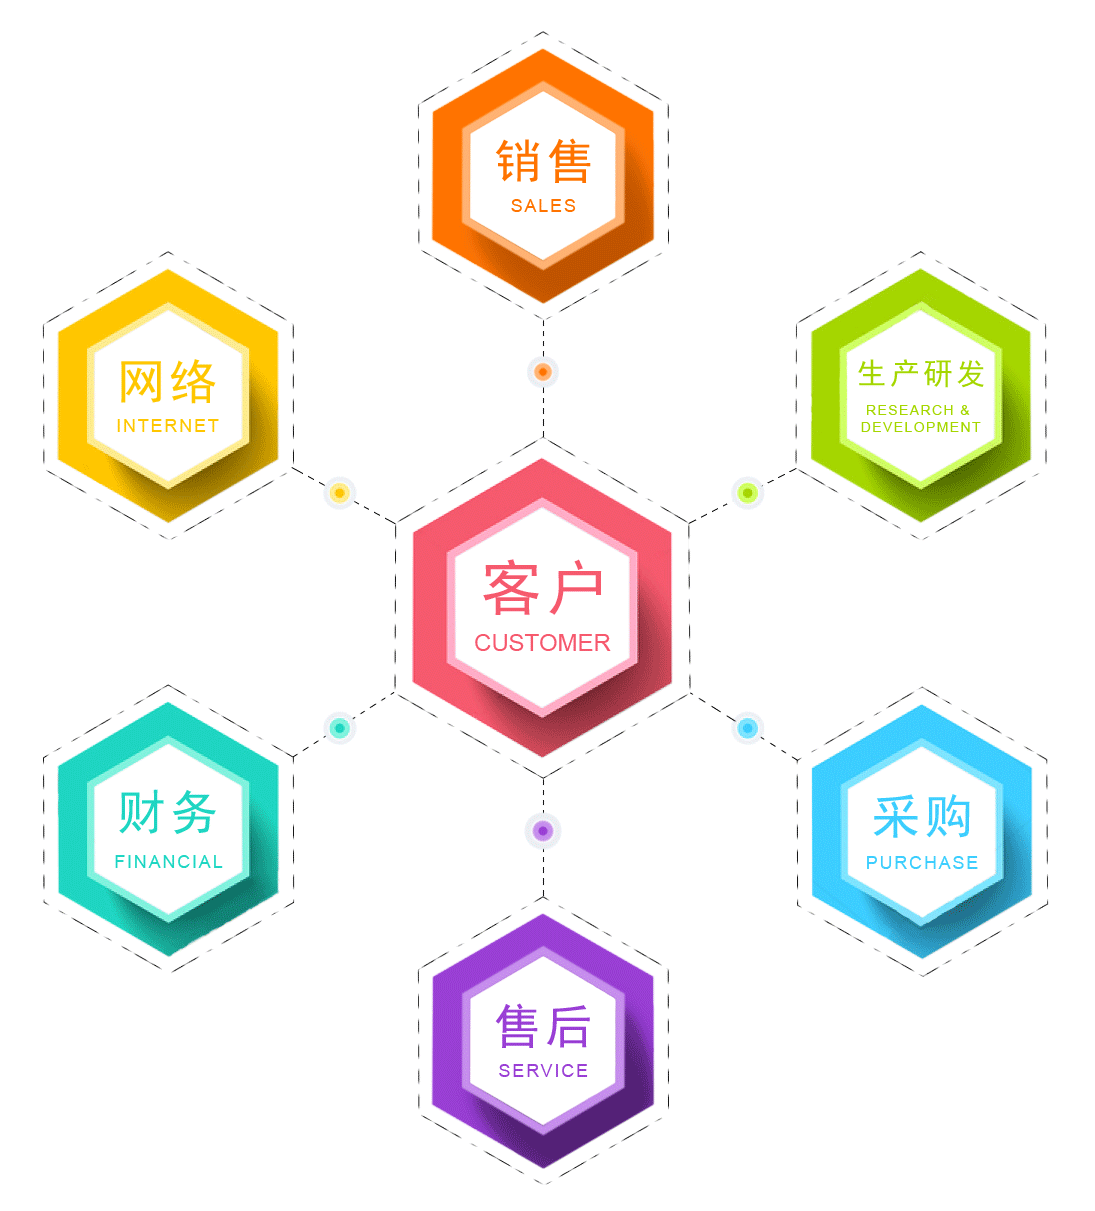 销售
SALES
网络
INTERNET
生产研发
RESEARCH &
DEVELOPMENT
客户
CUSTOMER
财务
FINANCIAL
采购
PURCHASE
售后
SERVICE